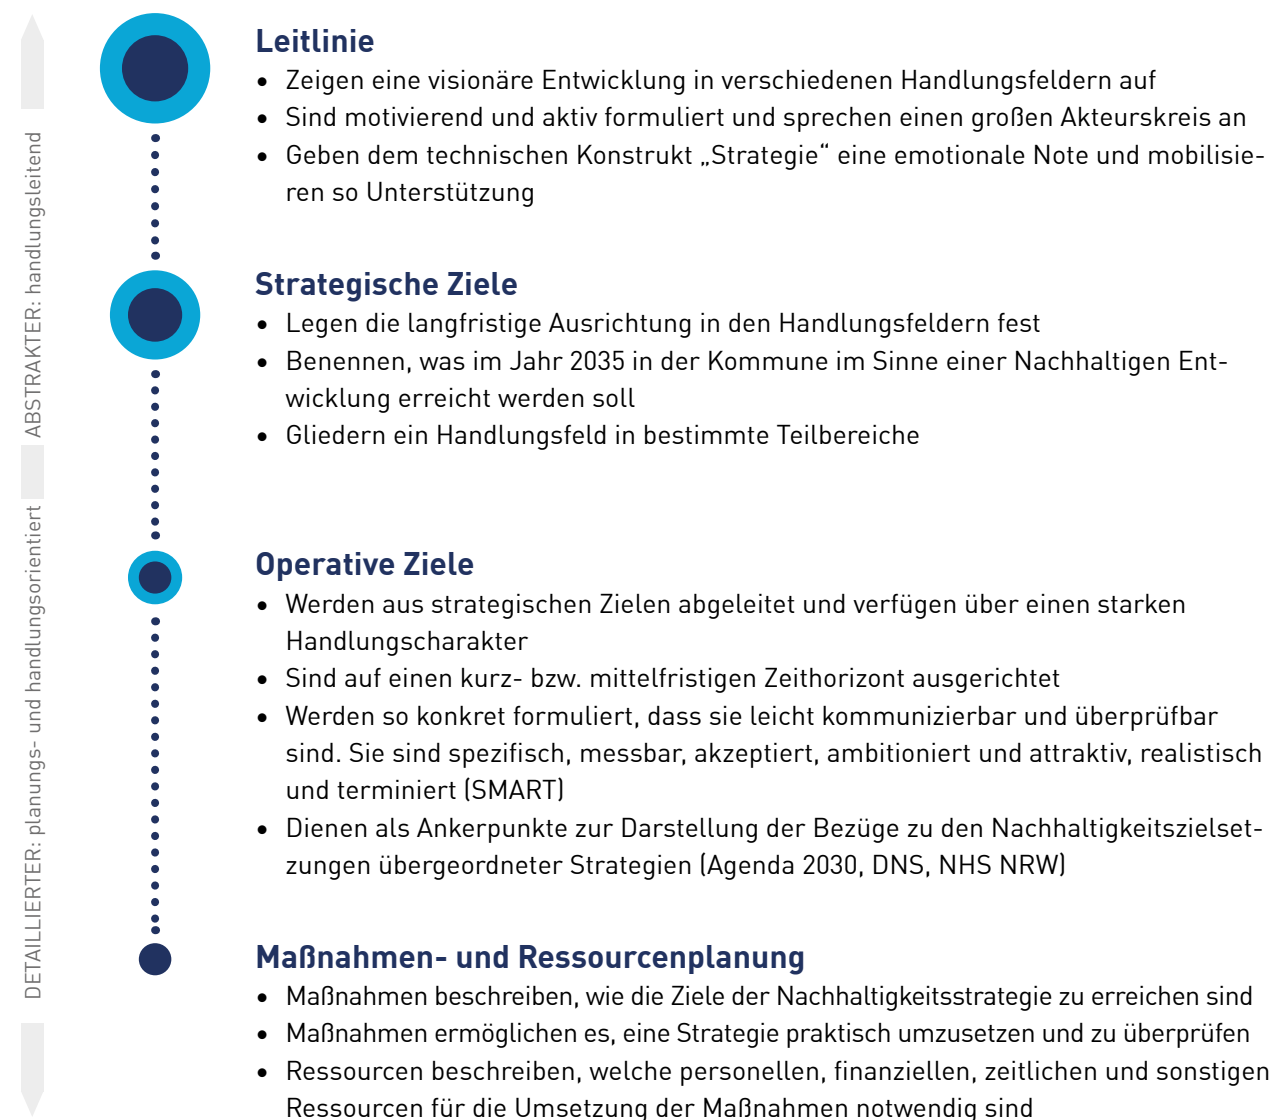 Leitlinie
• Zeigen eine visionäre Entwicklung in verschiedenen Handlungsfeldern auf
• Sind motivierend und aktiv formuliert und sprechen einen großen Akteurskreis an
• Geben dem technischen Konstrukt „Strategie“ eine emotionale Note und mobilisie-
ren so Unterstützung
Strategische Ziele
• Legen die langfristige Ausrichtung in den Handlungsfeldern fest
• Benennen, was im Jahr 2035 in der Kommune im Sinne einer Nachhaltigen Ent-
wicklung erreicht werden soll
• Gliedern ein Handlungsfeld in bestimmte Teilbereiche
Operative Ziele
• Werden aus strategischen Zielen abgeleitet und verfügen über einen starken
Handlungscharakter
• Sind auf einen kurz- bzw. mittelfristigen Zeithorizont ausgerichtet
• Werden so konkret formuliert, dass sie leicht kommunizierbar und überprüfbar
sind. Sie sind spezifisch, messbar, akzeptiert, ambitioniert und attraktiv, realistisch
und terminiert (SMART)
• Dienen als Ankerpunkte zur Darstellung der Bezüge zu den Nachhaltigkeitszielset-
zungen übergeordneter Strategien (Agenda 2030, DNS, NHS NRW)
Maßnahmen- und Ressourcenplanung
• Maßnahmen beschreiben, wie die Ziele der Nachhaltigkeitsstrategie zu erreichen sind
• Maßnahmen ermöglichen es, eine Strategie praktisch umzusetzen und zu überprüfen
• Ressourcen beschreiben, welche personellen, finanziellen, zeitlichen und sonstigen
Ressourcen für die Umsetzung der Maßnahmen notwendig sind
ABSTRAKTER: handlungsleitend
DETAILLIERTER: planungs- und handlungsorientiert